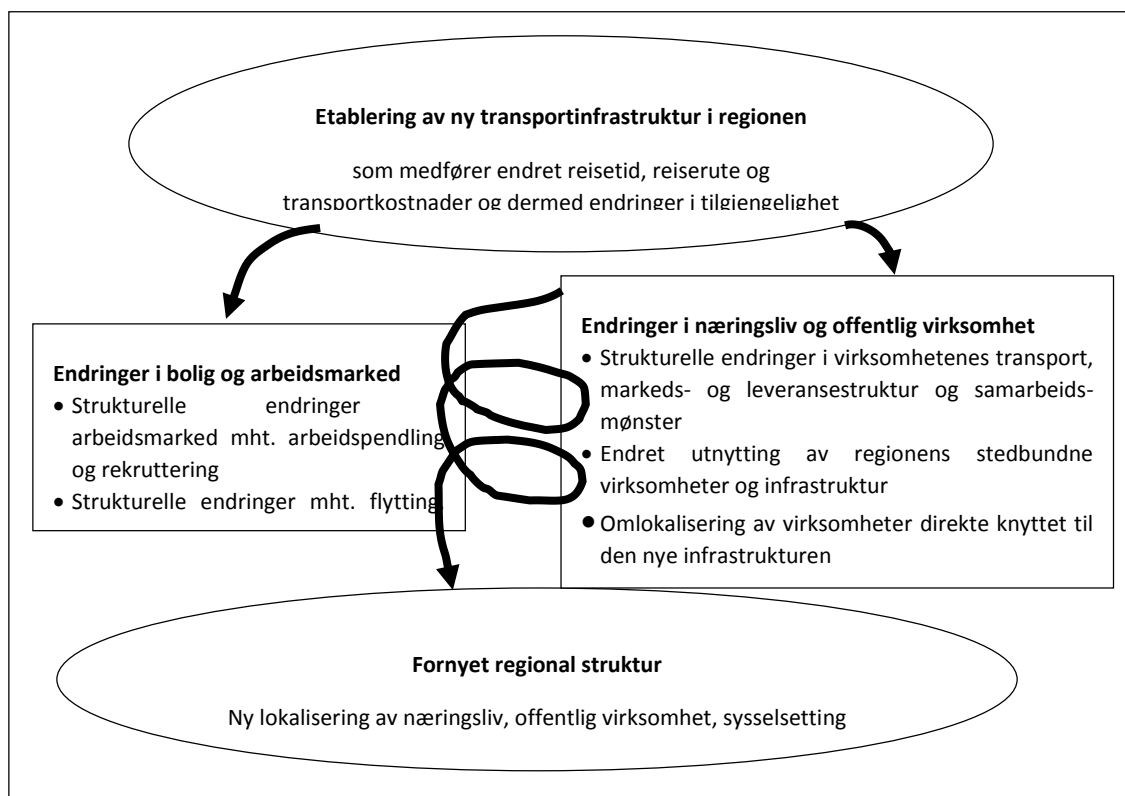 Etablering av ny transportinfrastruktur i regionen
som medfører endret reisetid, reiserute og
transportkostnader og dermed endringer i tilgjengelighet
Endringer i bolig og arbeidsmarked
• Strukturelle endringer
arbeidsmarked mht. arbeidspendling
og rekruttering
• Strukturelle endringer mht. flytting,
Endringer i næringsliv og offentlig virksomhet
• Strukturelle endringer i virksomhetenes transport,
markeds- og leveransestruktur og samarbeids-
mønster
• Endret utnytting av regionens stedbundne
virksomheter og infrastruktur
• Omlokalisering av virksomheter direkte knyttet til
den nye infrastrukturen
Fornyet regional struktur
Ny lokalisering av næringsliv, offentlig virksomhet, sysselsetting